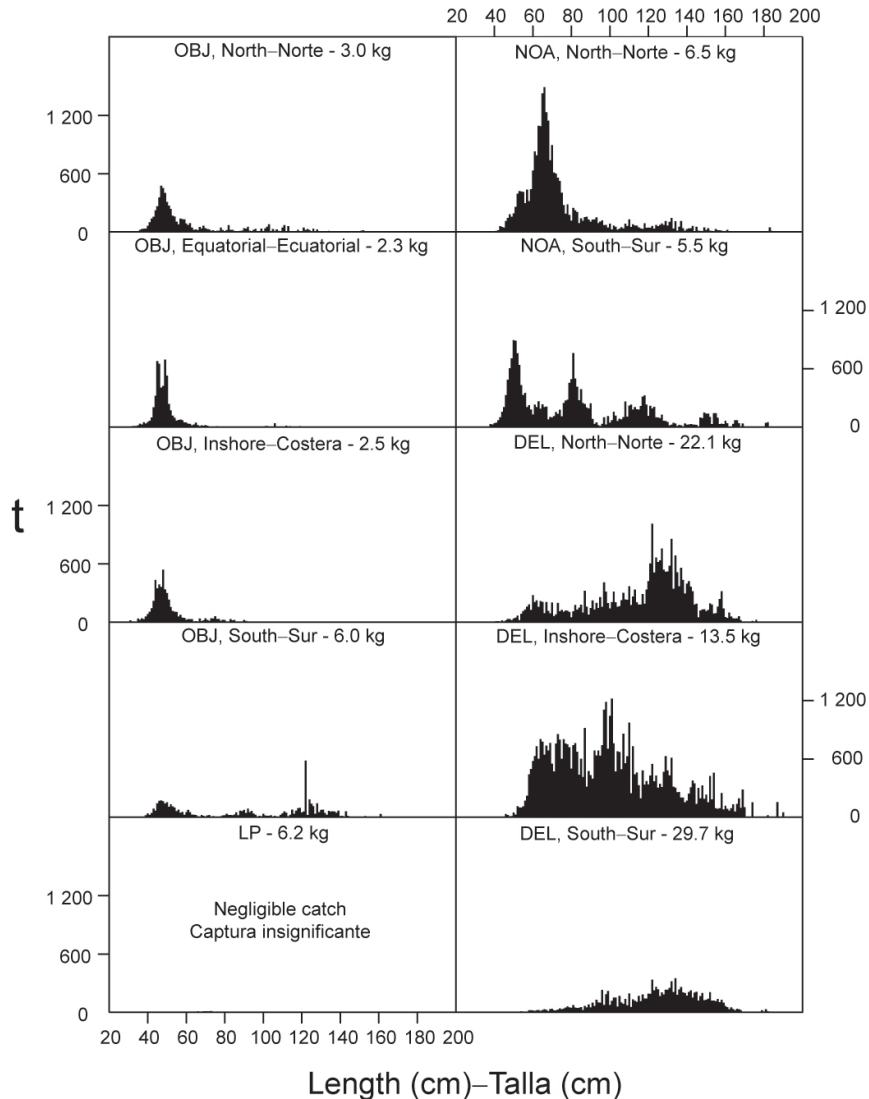 20 40 60 80 100 120 140 160 180 200
OBJ, North–Norte - 3.0 kg
NOA, North–Norte - 6.5 kg
1 200
600
0
OBJ, Equatorial–Ecuatorial - 2.3 kg
NOA, South–Sur - 5.5 kg
1 200
600
0
OBJ, Inshore–Costera - 2.5 kg
DEL, North–Norte - 22.1 kg
t
1 200
600
0
OBJ, South–Sur - 6.0 kg
DEL, Inshore–Costera - 13.5 kg
1 200
600
0
LP - 6.2 kg
DEL, South–Sur - 29.7 kg
1 200
600
0
Negligible catch
Captura insignificante
20 40 60 80 100 120 140 160 180 200
Length (cm)–Talla (cm)